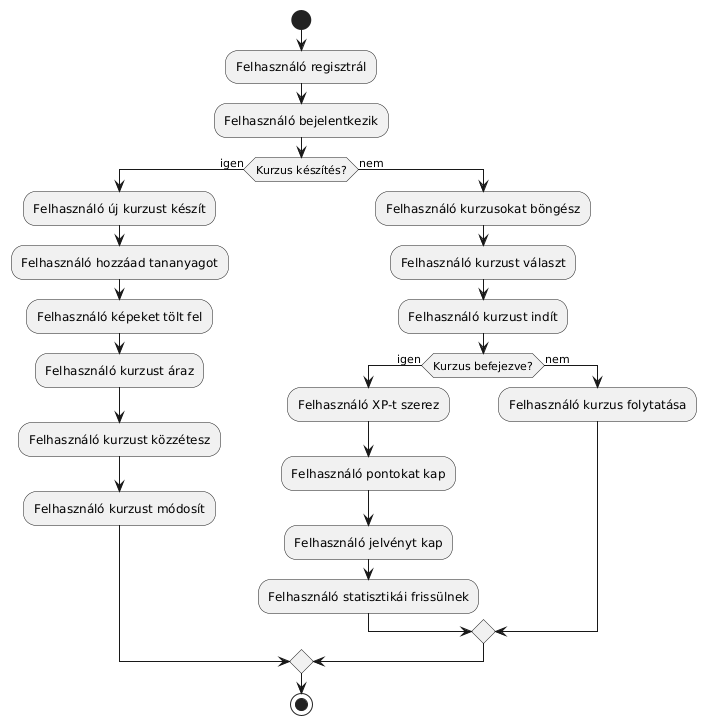 Felhasználó regisztrál
Felhasználó bejelentkezik
igen
Kurzus készítés?
nem
Felhasználó új kurzust készít
Felhasználó hozzáad tananyagot
Felhasználó képeket tölt fel
Felhasználó kurzust áraz
Felhasználó kurzust közzétesz
Felhasználó kurzust módosít
Felhasználó kurzusokat böngész
Felhasználó kurzust választ
Felhasználó kurzust indít
igen
Kurzus befejezve?
nem
Felhasználó XP-t szerez
Felhasználó pontokat kap
Felhasználó jelvényt kap
Felhasználó statisztikái frissülnek
Felhasználó kurzus folytatása